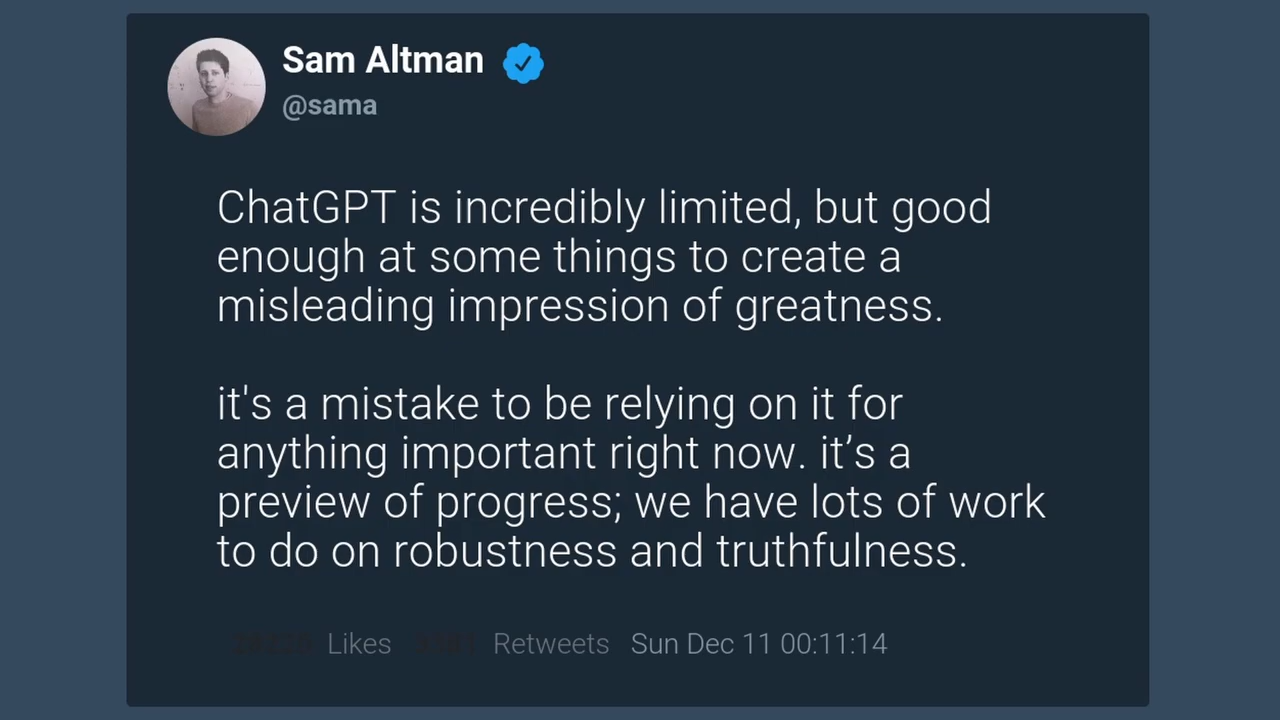 Sam Altman
@sama
ChatGPT is incredibly limited, but good
enough at some things to create a
misleading impression of greatness.
it's a mistake to be relying on it for
anything important right now. it’s a
preview of progress; we have lots of work
to do on robustness and truthfulness.
Likes Retweets Sun Dec 11 00:11:14